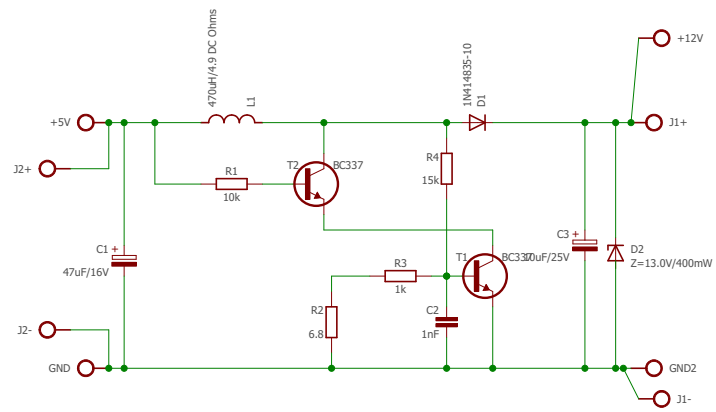 +12V
470uH/4.9 DC Ohms
L1
1N414835-10
D1
+5V
J1+
J2+
R1
10k
T2
BC337
R4
15k
C1
+
47uF/16V
R3
1k
T1
BC337
C3
+
10uF/25V
D2
Z=13.0V/400mW
R2
6.8
C2
1nF
J2-
GND
GND2
J1-